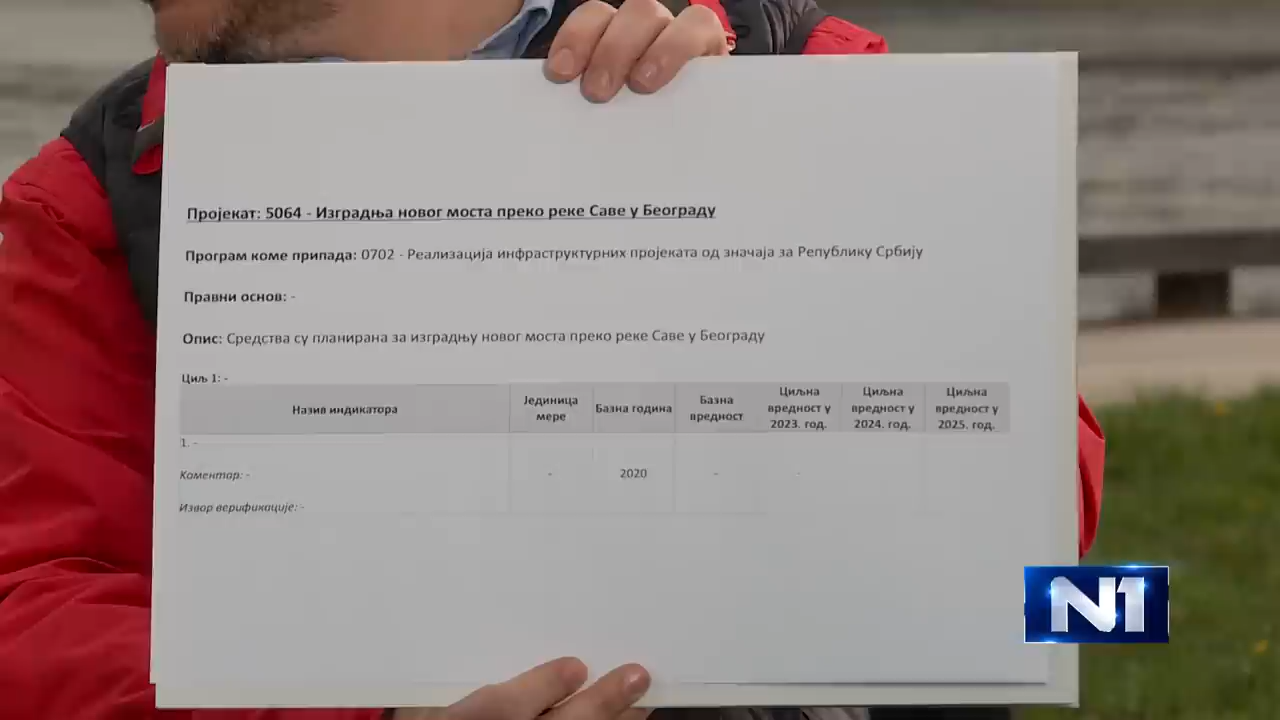 Пројекат: 5064 - Изградња новог моста преко реке Саве у Београду
Програм коме припада: 0702 - Реализација инфраструктурних пројеката од значаја за Републику Србију
Правни основ: -
Опис: Средства су планирана за изградњу новог моста преко реке Саве у Београду
Циљ 1: -
Назив индикатора
Јединица
мере
Базна година
Базна
вредност
Циљна
вредност у
2023. год.
Циљна
вредност у
2024. год.
Циљна
вредност у
2025. год.
1. -
Коментар: -
-
2020
-
-
Извор верификације: -
N1